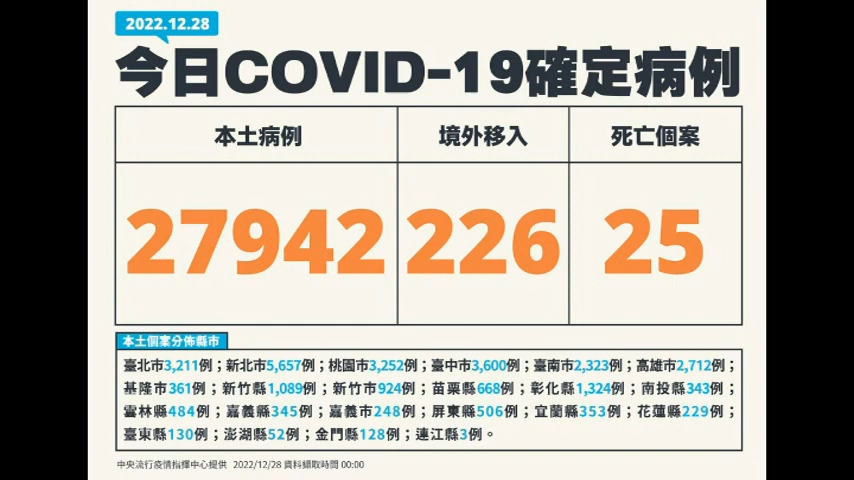 2022.12.28
今日COVID-19確定病例
本土病例 境外移入 死亡個案
27942 226 25
本土個案分佈縣市
臺北市3,211例；新北市5,657例；桃園市3,252例；臺中市3,600例；臺南市2,323例；高雄市2,712例；
基隆市361例；新竹縣1,089例；新竹市924例；苗栗縣668例；彰化縣1,324例；南投縣343例；
雲林縣484例；嘉義縣345例；嘉義市248例；屏東縣506例；宜蘭縣353例；花蓮縣229例；
臺東縣130例；澎湖縣52例；金門縣128例；連江縣3例。
中央流行疫情指揮中心提供 2022/12/28 資料擷取時間 00:00